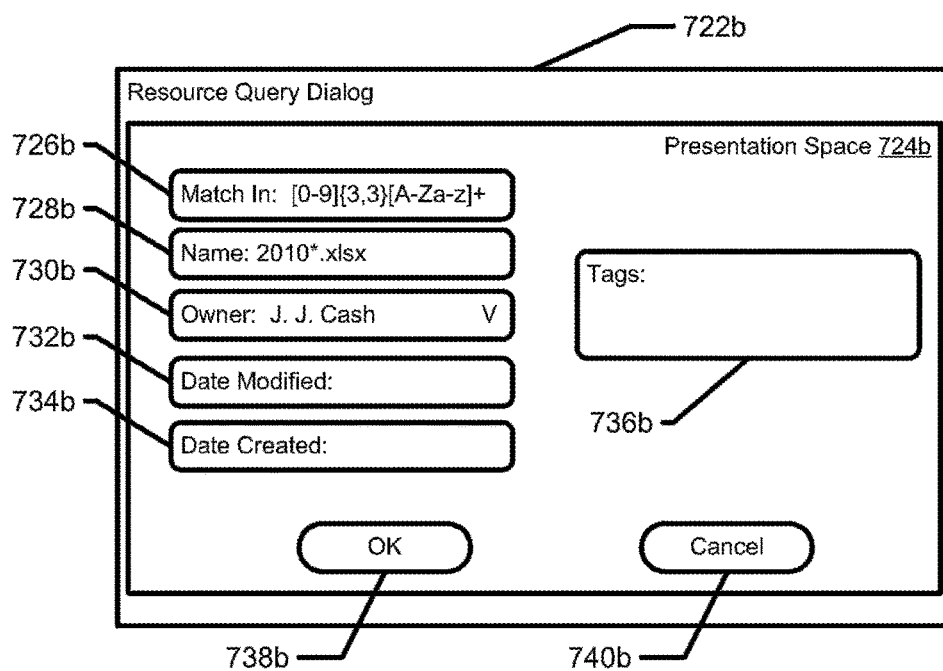 722b
Resource Query Dialog
Presentation Space 724b
726b
Match In: [0-9]{3,3}[A-Za-z]+
728b
Name: 2010*.xlsx
730b
Owner: J. J. Cash V
Tags:
732b
Date Modified:
734b
Date Created:
736b
OK
Cancel
738b
740b